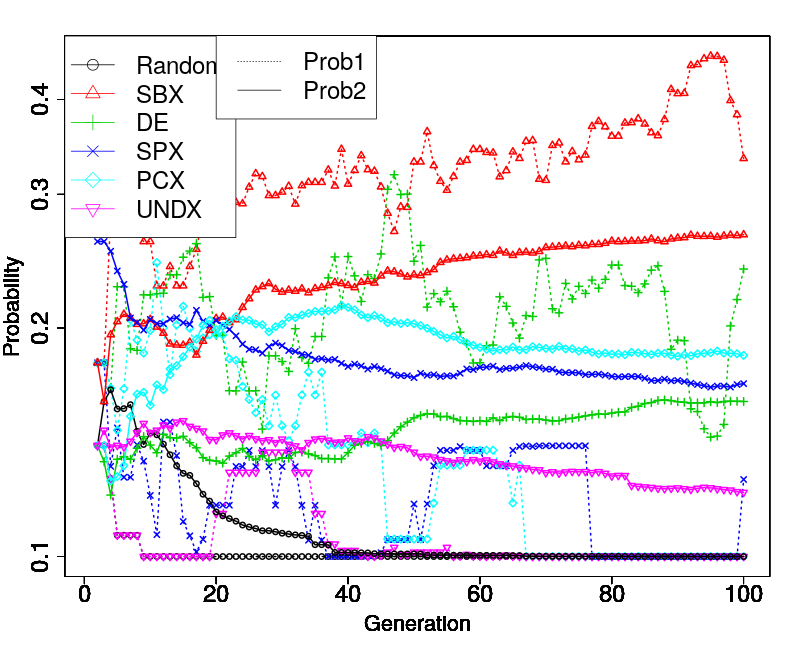 Random
SBX
DE
SPX
PCX
UNDX
Prob1
Prob2
0.4
0.3
0.2
0.1
Probability
0 20 40 60 80 100
Generation